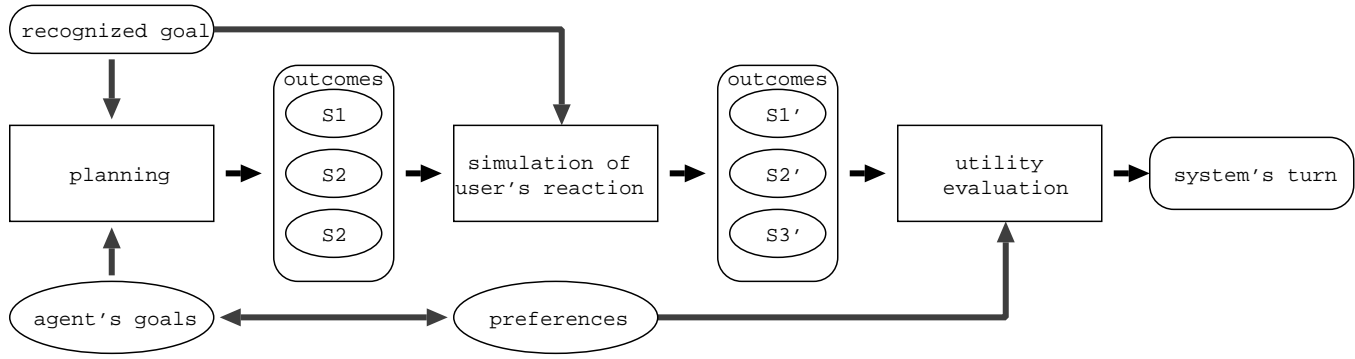 recognized goal
outcomes
S1
S2
S2
planning
simulation of
user's reaction
outcomes
S1'
S2'
S3'
utility
evaluation
system's turn
agent's goals
preferences